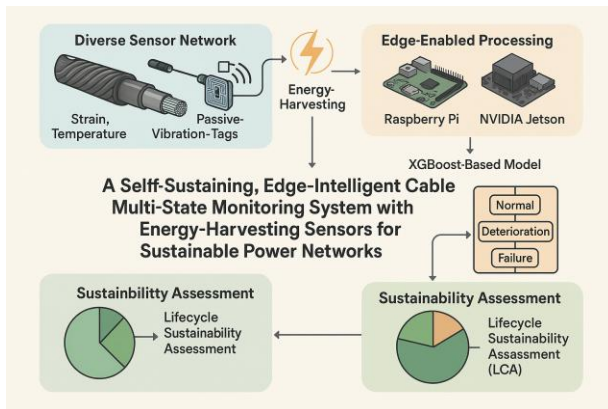 Diverse Sensor Network
Strain,
Temperature
Passive-
Vibration-Tags
Energy-
Harvesting
Edge-Enabled Processing
Raspberry Pi
NVIDIA Jetson
XGBoost-Based Model
A Selff-Sustaining, Edge-Intelligent Cable
Multi-State Monitoring System with
Energy-Harvesting Sensors for
Sustainable Power Networks
Normal
Deterioration
Failure
Sustainbilitty Assessment
Lifecycle
Sustainability
Assessment
Sustainability Assessment
Lifecycle
Sustainability
Assassment
(LCA)